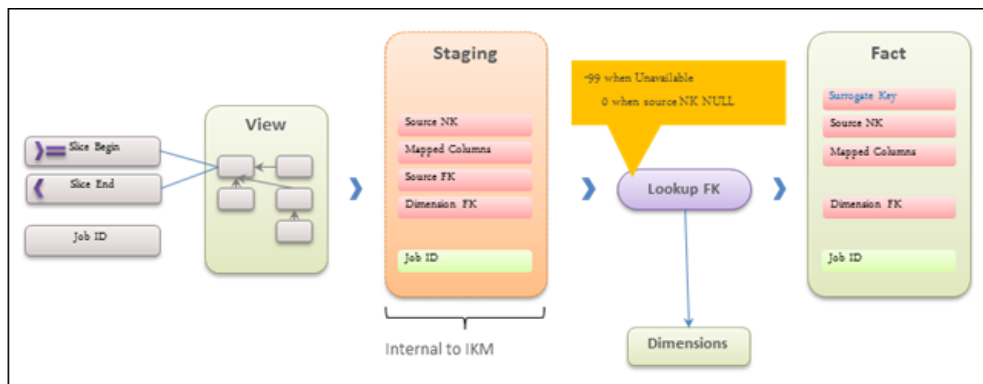 Slice Begin
Slice End
Job ID
View
Staging
Source NK
Mapped Columns
Source FK
Dimension FK
Job ID
Internal to IKM
-99 when Unavailable
0 when source NK NULL
Lookup FK
Dimensions
Fact
Surrogate Key
Source NK
Mapped Columns
Dimension FK
Job ID